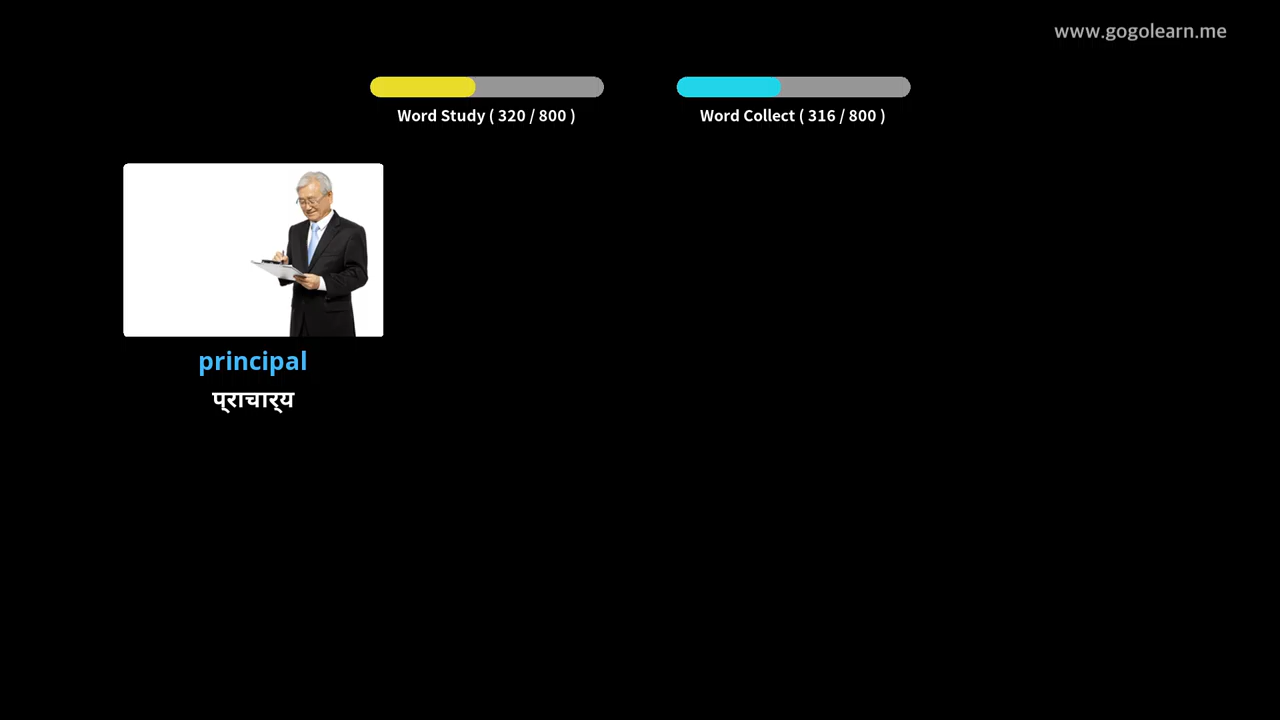 www.gogolearn.me
Word Study ( 320 / 800 )
Word Collect ( 316 / 800 )
principal
प्राचार्य